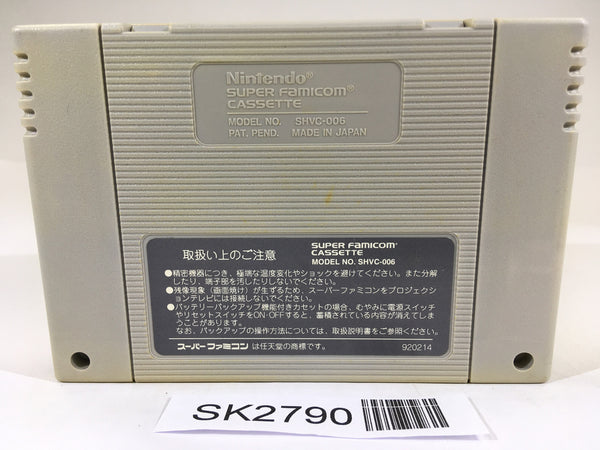 Nintendo®
SUPER FAMICOM®
CASSETTE
MODEL NO. SHVC-006
PAT. PEND. MADE IN JAPAN
取扱い上のご注意
SUPER FAMICOM®
CASSETTE
MODEL NO. SHVC-006
●精密機器につき、極端な温度変化やショックを避けてください。また分解
したり、端子部を汚したりしないでください。
●残像現象（画面焼け）が生ずるため、スーパーファミコンをプロジェクシ
ョンテレビには接続しないでください。
●バッテリーバックアップ機能付きカセットの場合、むやみに電源スイッチ
やリセットスイッチをON·OFFすると、蓄積されている内容が消えてしま
うことがあります。
なお、バックアップの操作方法については、取扱説明書をご参照ください。
スーパーファミコン は任天堂の商標です。 920214
SK2790